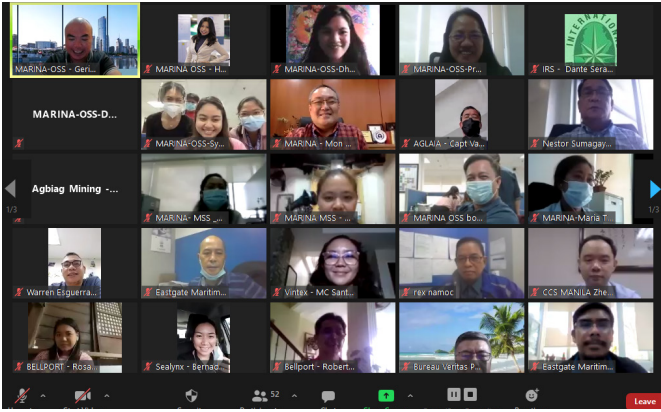 MARINA-OSS - Geri...
MARINA OSS - H...
MARINA-OSS-Dh...
MARINA-OSS-Pr...
INTERNATIONAL
IRS - Dante Sera...
MARINA-OSS-D...
MARINA-OSS-Sy...
MARINA - Mon ...
AGLAIA - Capt Va...
Nestor Sumagay...
Agbiag Mining -...
1/3
MARINA- MSS _...
MARINA MSS - ...
MARINA OSS bo...
MARINA-Maria T...
1/3
Warren Esguerra...
Eastgate Maritim...
Vintex - MC Sant...
rex namoc
CCS MANILA Zhe...
BELLPORT - Rosa...
Sealynx - Bernad...
Bellport - Robert...
Bureau Veritas P...
Eastgate Maritim...
52
Leave